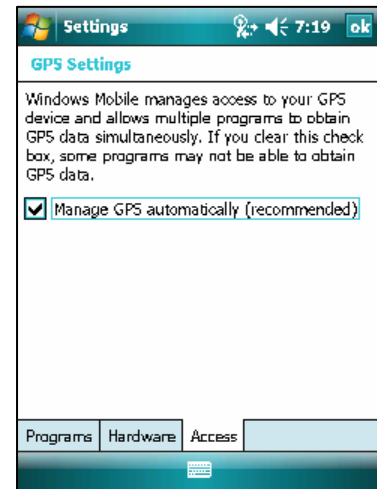 Settings 7:19 ok
GPS Settings
Windows Mobile manages access to your GPS
device and allows multiple programs to obtain
GPS data simultaneously. If you clear this check
box, some programs may not be able to obtain
GPS data.
Manage GPS automatically (recommended)
Programs Hardware Access